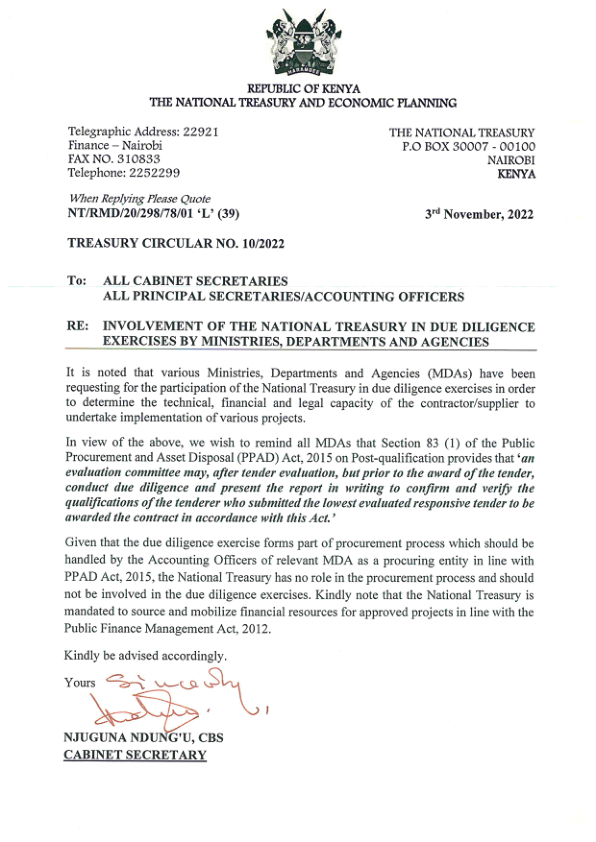 HARAMBEE
REPUBLIC OF KENYA
THE NATIONAL TREASURY AND ECONOMIC PLANNING
Telegraphic Address: 22921
Finance – Nairobi
FAX NO. 310833
Telephone: 2252299
THE NATIONAL TREASURY
P.O BOX 30007 - 00100
NAIROBI
KENYA
When Replying Please Quote
NT/RMD/20/298/78/01 ‘L’ (39)
3rd November, 2022
TREASURY CIRCULAR NO. 10/2022
To: ALL CABINET SECRETARIES
ALL PRINCIPAL SECRETARIES/ACCOUNTING OFFICERS
RE: INVOLVEMENT OF THE NATIONAL TREASURY IN DUE DILIGENCE
EXERCISES BY MINISTRIES, DEPARTMENTS AND AGENCIES
It is noted that various Ministries, Departments and Agencies (MDAs) have been
requesting for the participation of the National Treasury in due diligence exercises in order
to determine the technical, financial and legal capacity of the contractor/supplier to
undertake implementation of various projects.
In view of the above, we wish to remind all MDAs that Section 83 (1) of the Public
Procurement and Asset Disposal (PPAD) Act, 2015 on Post-qualification provides that ‘an
evaluation committee may, after tender evaluation, but prior to the award of the tender,
conduct due diligence and present the report in writing to confirm and verify the
qualifications of the tenderer who submitted the lowest evaluated responsive tender to be
awarded the contract in accordance with this Act.’
Given that the due diligence exercise forms part of procurement process which should be
handled by the Accounting Officers of relevant MDA as a procuring entity in line with
PPAD Act, 2015, the National Treasury has no role in the procurement process and should
not be involved in the due diligence exercises. Kindly note that the National Treasury is
mandated to source and mobilize financial resources for approved projects in line with the
Public Finance Management Act, 2012.
Kindly be advised accordingly.
Yours Sincerely
NJUGUNA NDUNG'U, CBS
CABINET SECRETARY